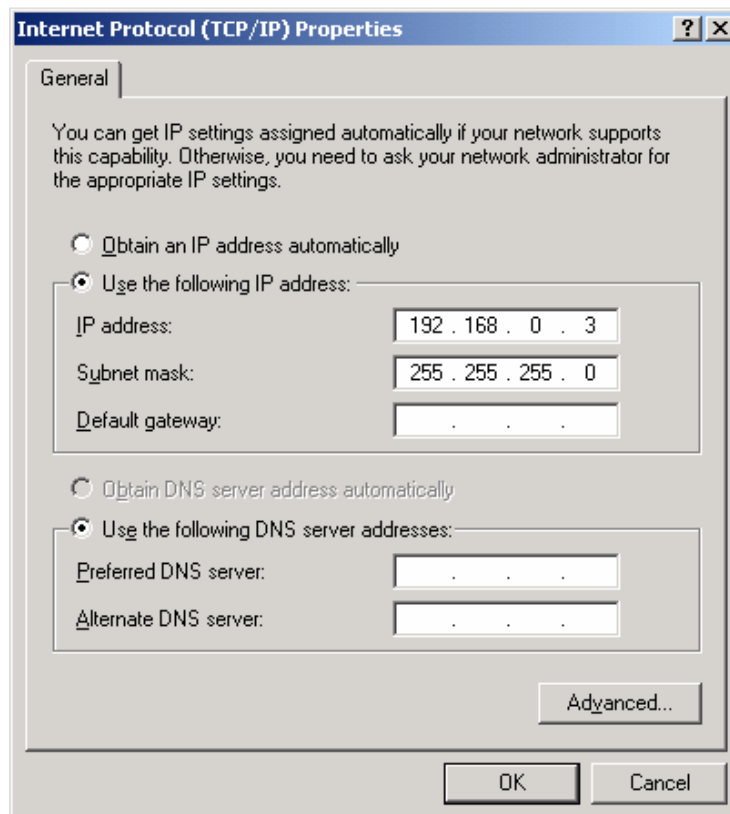 Internet Protocol (TCP/IP) Properties
General
You can get IP settings assigned automatically if your network supports
this capability. Otherwise, you need to ask your network administrator for
the appropriate IP settings.
Obtain an IP address automatically
Use the following IP address:
IP address: 192 . 168 . 0 . 3
Subnet mask: 255 . 255 . 255 . 0
Default gateway: . . .
Obtain DNS server address automatically
Use the following DNS server addresses:
Preferred DNS server: . . .
Alternate DNS server: . . .
Advanced...
OK Cancel